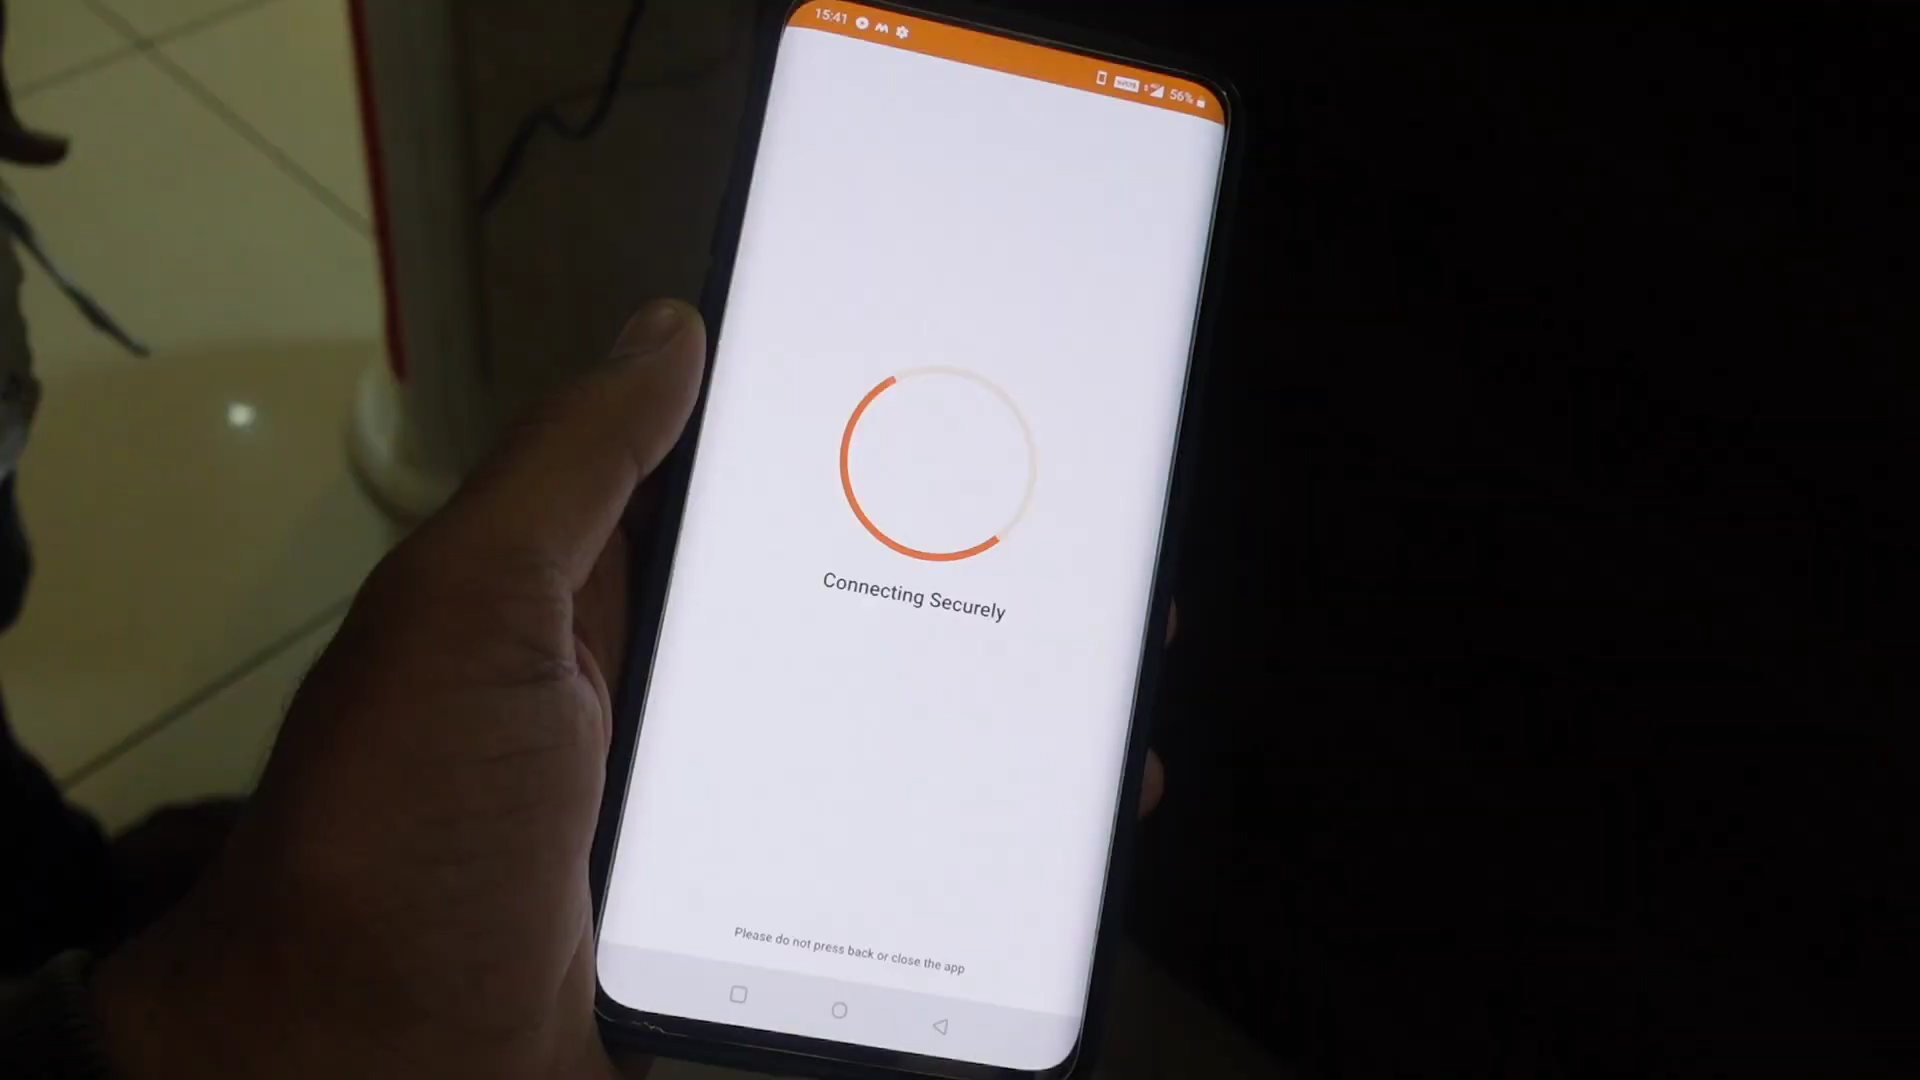 15:41
56%
Connecting Securely
Please do not press back or close the app